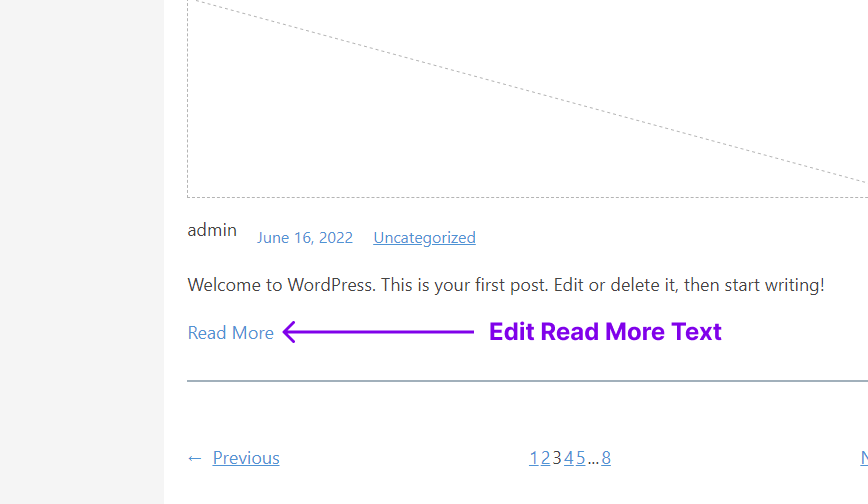 admin June 16, 2022 Uncategorized
Welcome to WordPress. This is your first post. Edit or delete it, then start writing!
Read More Edit Read More Text
← Previous 1 2 3 4 5 ... 8